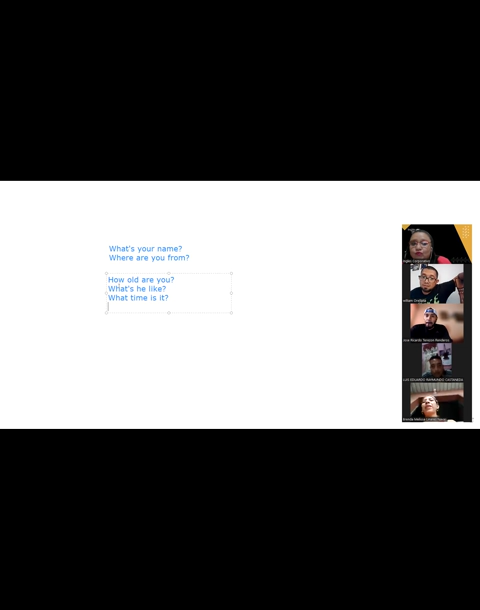 What's your name?
Where are you from?
How old are you?
What's he like?
What time is it?